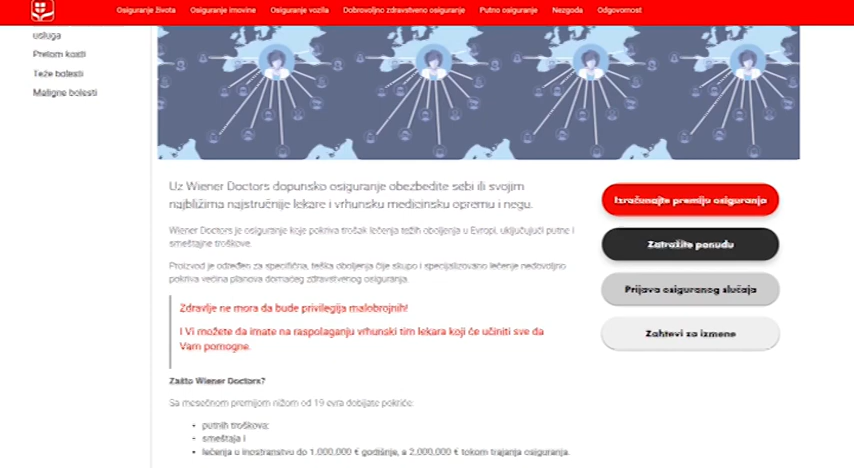 Osiguranje života Osiguranje imovine Osiguranje vozila Dobrovoljno zdravstveno osiguranje Putno osiguranje Nezgoda Odgovornost
usluga
Prelom kosti
Teže bolesti
Maligne bolesti
Uz Wiener Doctors dopunsko osiguranje obezbedite sebi ili svojim
najbližima najstručnije lekare i vrhunsku medicinsku opremu i negu.
Wiener Doctors je osiguranje koje pokriva trošak lečenja težih oboljenja u Evropi, uključujući putne i
smeštajne troškove.
Proizvod je određen za specifična, teška oboljenja čije skupo i specijalizovano lečenje nedovoljno
pokriva većina planova domaćeg zdravstvenog osiguranja.
Zdravlje ne mora da bude privilegija malobrojnih!
I Vi možete da imate na raspolaganju vrhunski tim lekara koji će učiniti sve da
Vam pomogne.
Zašto Wiener Doctors?
Sa mesečnom premijom nižom od 19 evra dobijate pokriće:
• putnih troškova;
• smeštaja i
• lečenja u inostranstvu do 1.000.000 € godišnje, a 2.000.000 € tokom trajanja osiguranja.
Izračunajte premiju osiguranja
Zatražite ponudu
Prijava osiguranog slučaja
Zahtevi za izmene